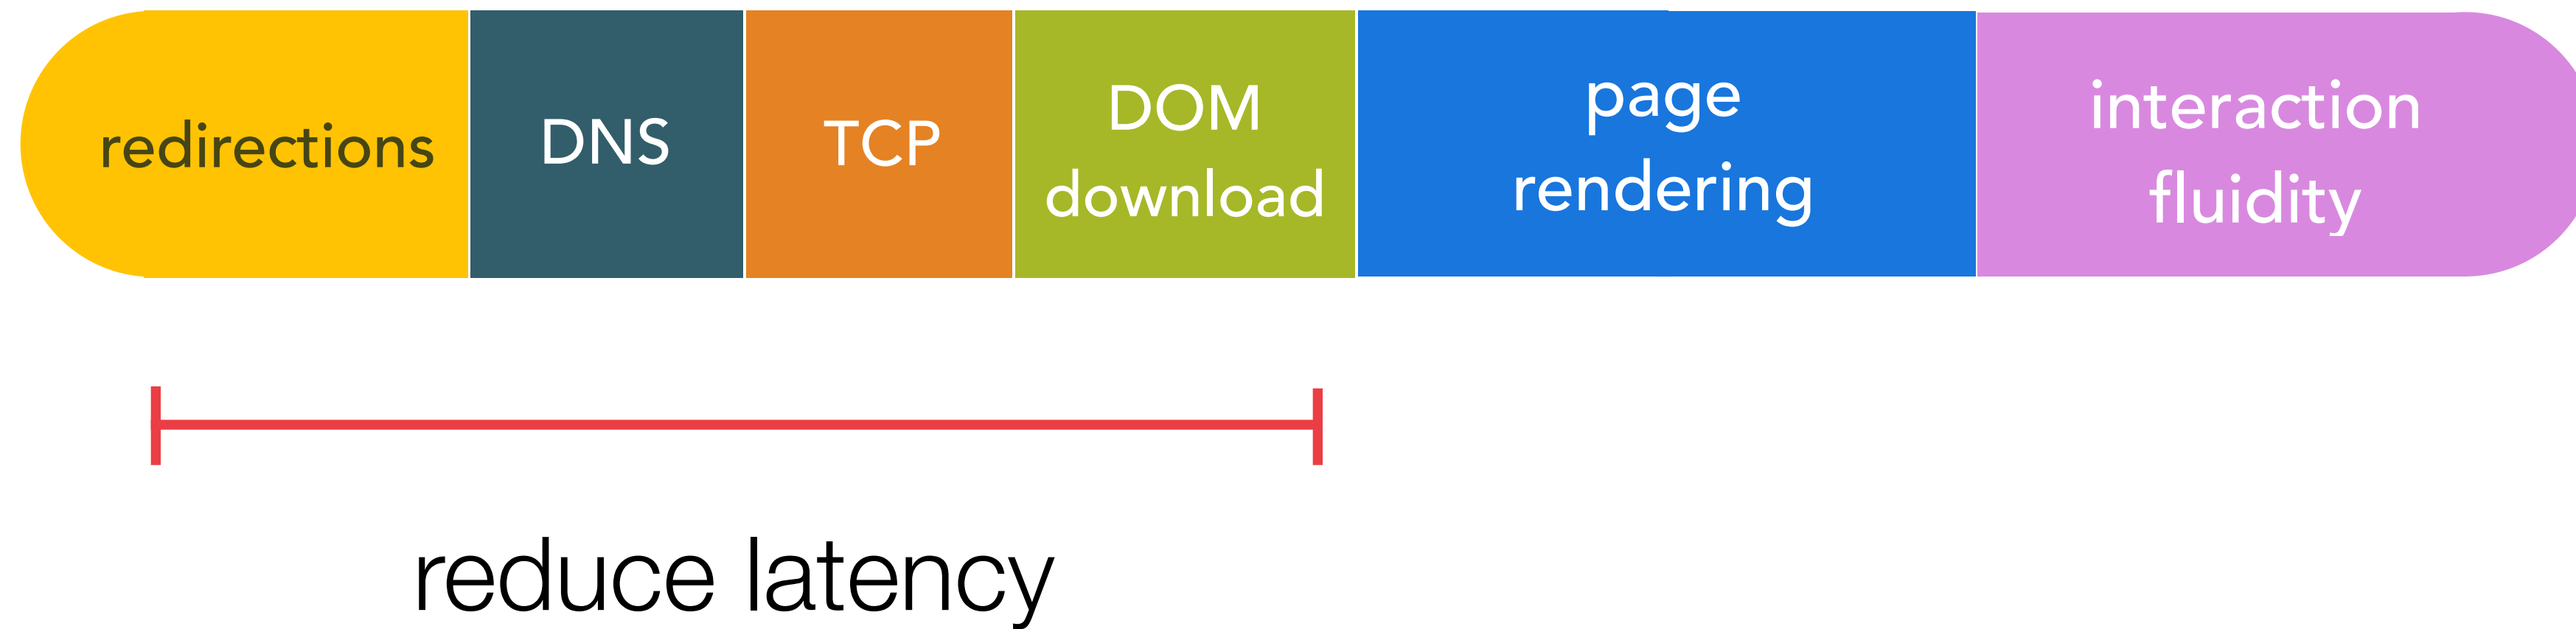 redirections
DNS
TCP
DOM
download
page
rendering
interaction
fluidity
reduce latency